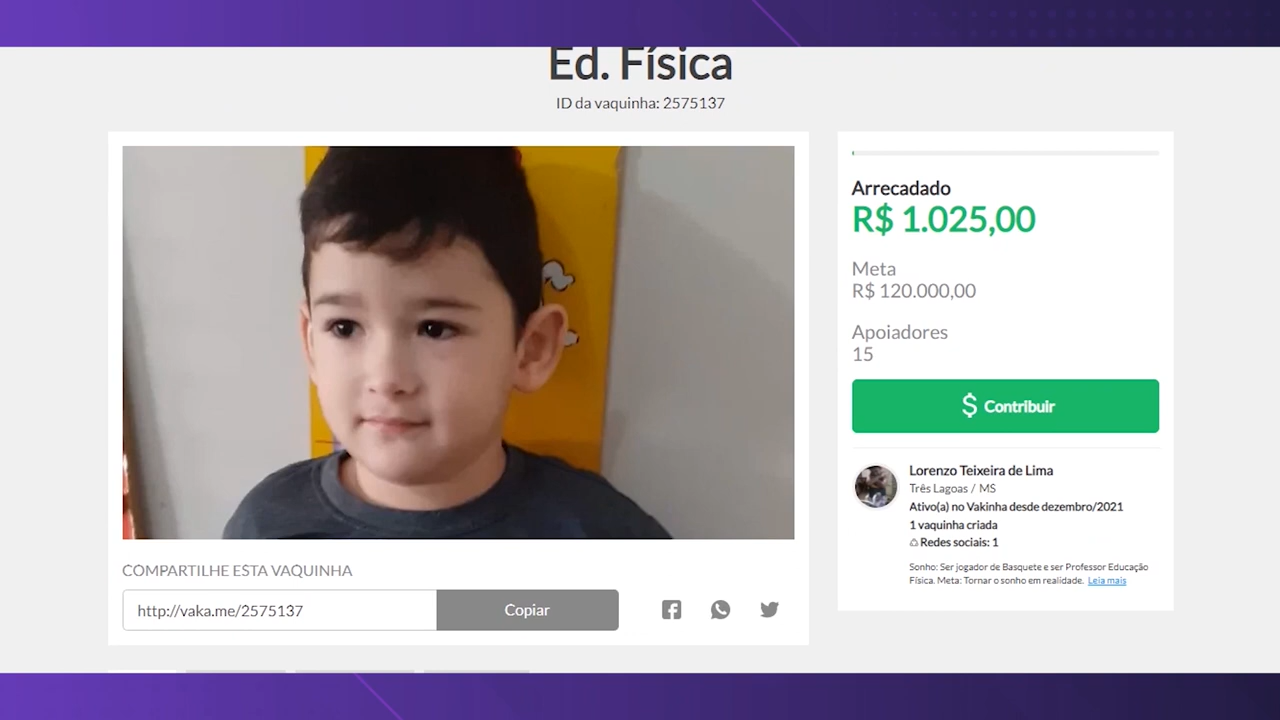 Ed. Física
ID da vaquinha: 2575137
Arrecadado
R$ 1.025,00
Meta
R$ 120.000,00
Apoiadores
15
$ Contribuir
Lorenzo Teixeira de Lima
Três Lagoas / MS
Ativo(a) no Vakinha desde dezembro/2021
1 vaquinha criada
Redes sociais: 1
Sonho: Ser jogador de Basquete e ser Professor Educação
Física. Meta: Tornar o sonho em realidade. Leia mais
COMPARTILHE ESTA VAQUINHA
http://vaka.me/2575137
Copiar